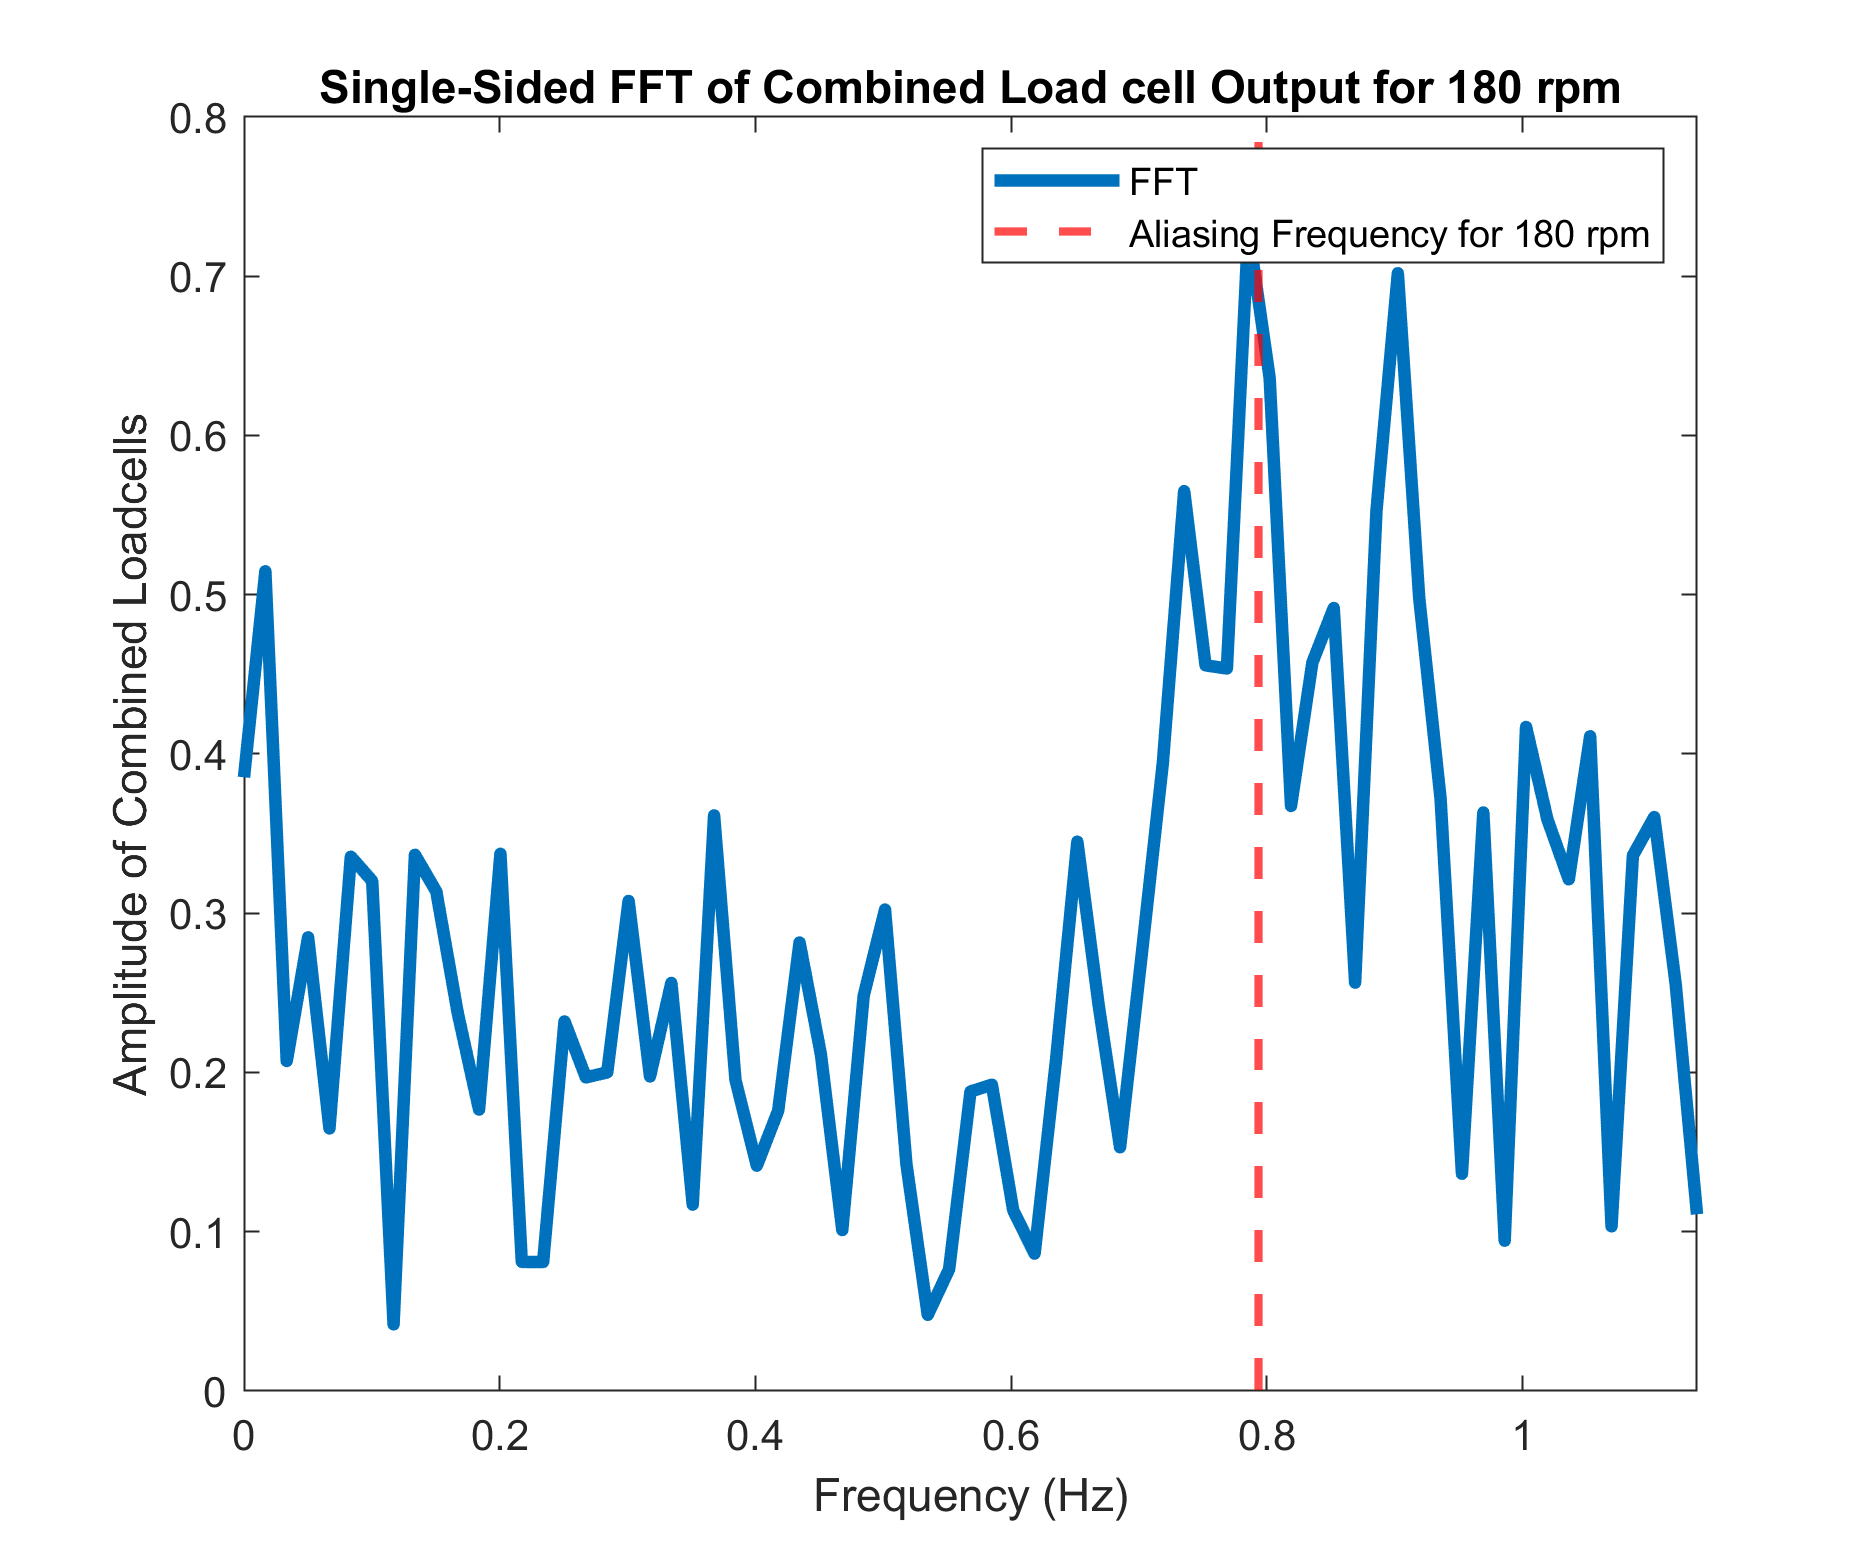 Single-Sided FFT of Combined Load cell Output for 180 rpm
FFT
Aliasing Frequency for 180 rpm
Amplitude of Combined Loadcells
0.8
0.7
0.6
0.5
0.4
0.3
0.2
0.1
0
0 0.2 0.4 0.6 0.8 1
Frequency (Hz)